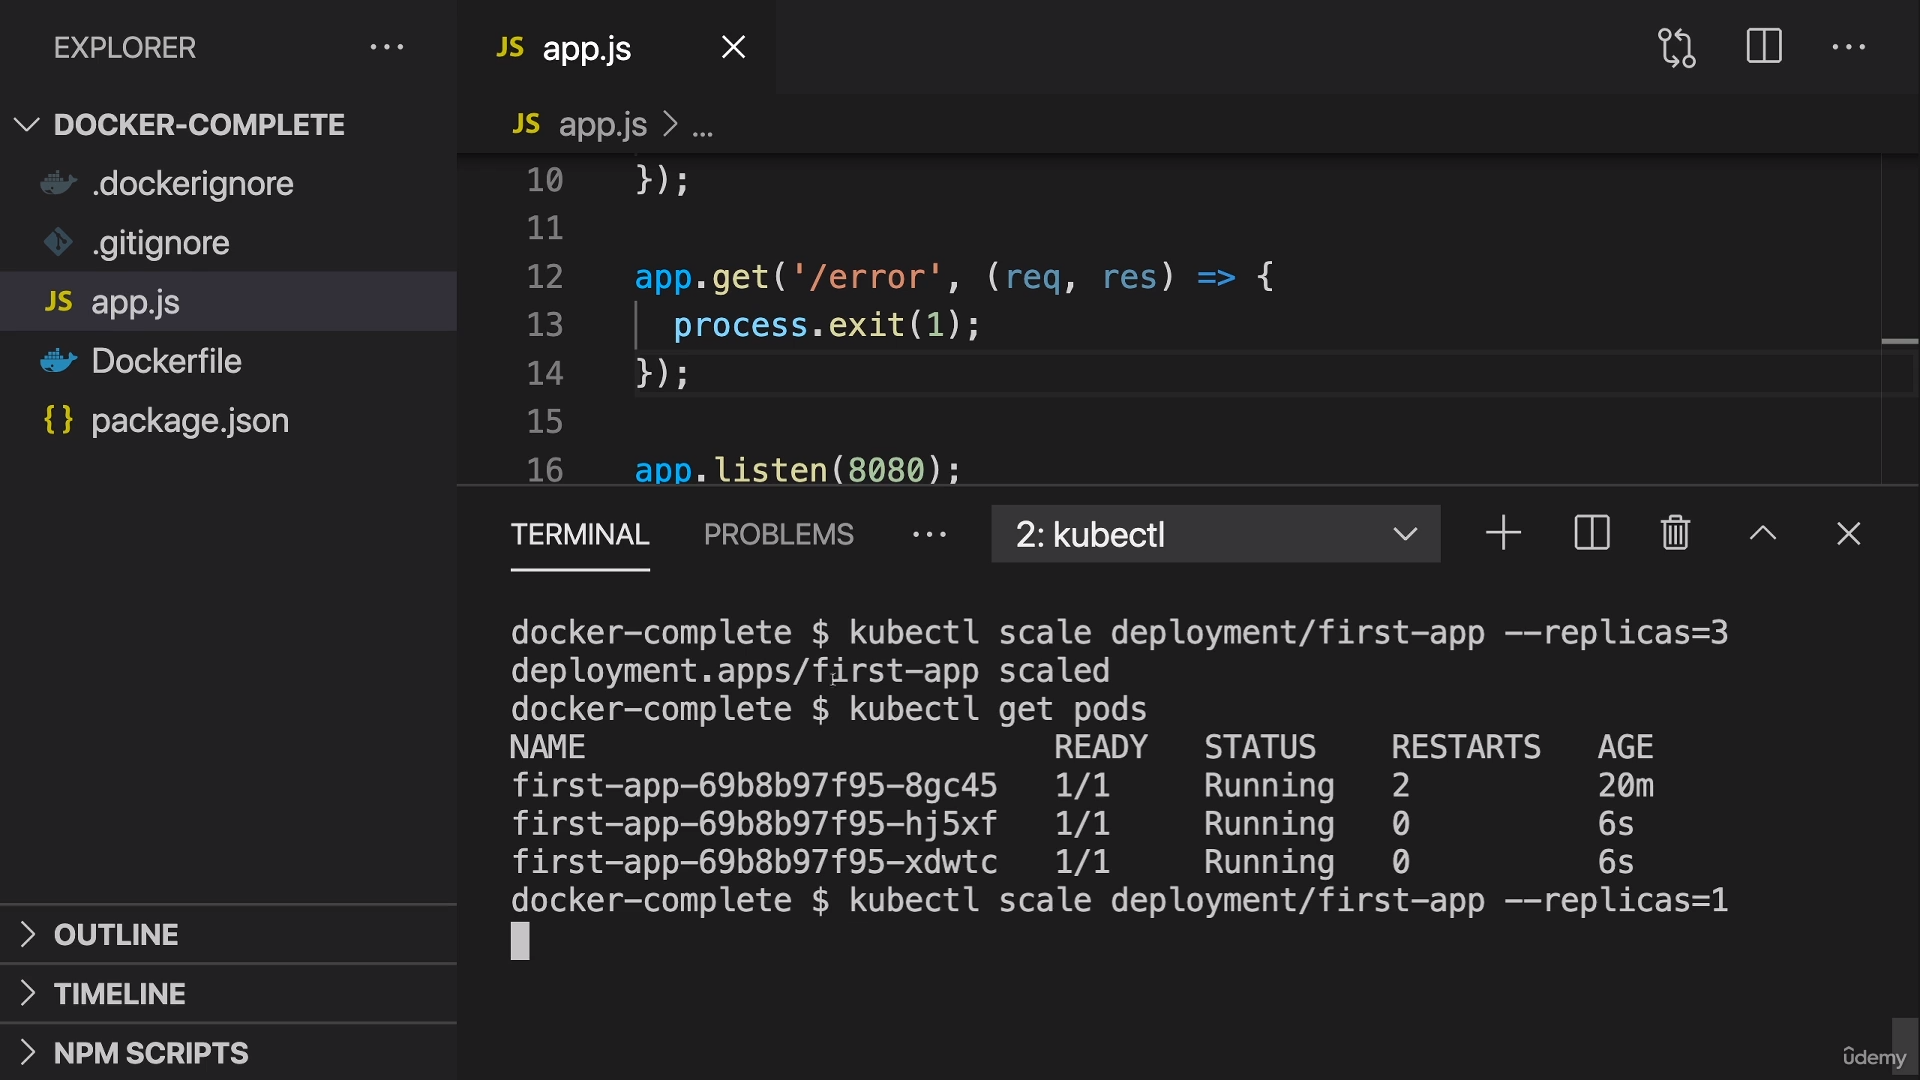 EXPLORER
DOCKER-COMPLETE
.dockerignore
.gitignore
JS app.js
Dockerfile
{} package.json
OUTLINE
TIMELINE
NPM SCRIPTS
JS app.js
JS app.js > ...
10 });
11
12 app.get('/error', (req, res) => {
13 process.exit(1);
14 });
15
16 app.listen(8080);
TERMINAL PROBLEMS ... 2: kubectl
docker-complete $ kubectl scale deployment/first-app --replicas=3
deployment.apps/first-app scaled
docker-complete $ kubectl get pods
NAME READY STATUS RESTARTS AGE
first-app-69b8b97f95-8gc45 1/1 Running 2 20m
first-app-69b8b97f95-hj5xf 1/1 Running 0 6s
first-app-69b8b97f95-xdwtc 1/1 Running 0 6s
docker-complete $ kubectl scale deployment/first-app --replicas=1
ûdemy